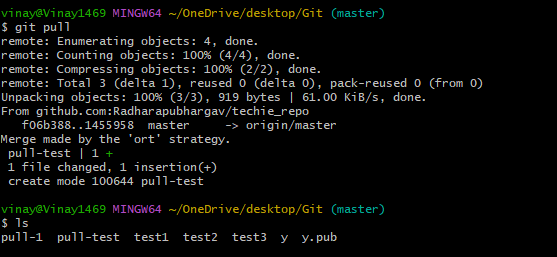 vinay@Vinay1469 MINGW64 ~/OneDrive/desktop/Git (master)
$ git pull
remote: Enumerating objects: 4, done.
remote: Counting objects: 100% (4/4), done.
remote: Compressing objects: 100% (2/2), done.
remote: Total 3 (delta 1), reused 0 (delta 0), pack-reused 0 (from 0)
Unpacking objects: 100% (3/3), 919 bytes | 61.00 KiB/s, done.
From github.com:Radharapubhargav/techie_repo
   f06b388..1455958  master     -> origin/master
Merge made by the 'ort' strategy.
 pull-test | 1 +
 1 file changed, 1 insertion(+)
 create mode 100644 pull-test
vinay@Vinay1469 MINGW64 ~/OneDrive/desktop/Git (master)
$ ls
pull-1  pull-test  test1  test2  test3  y  y.pub